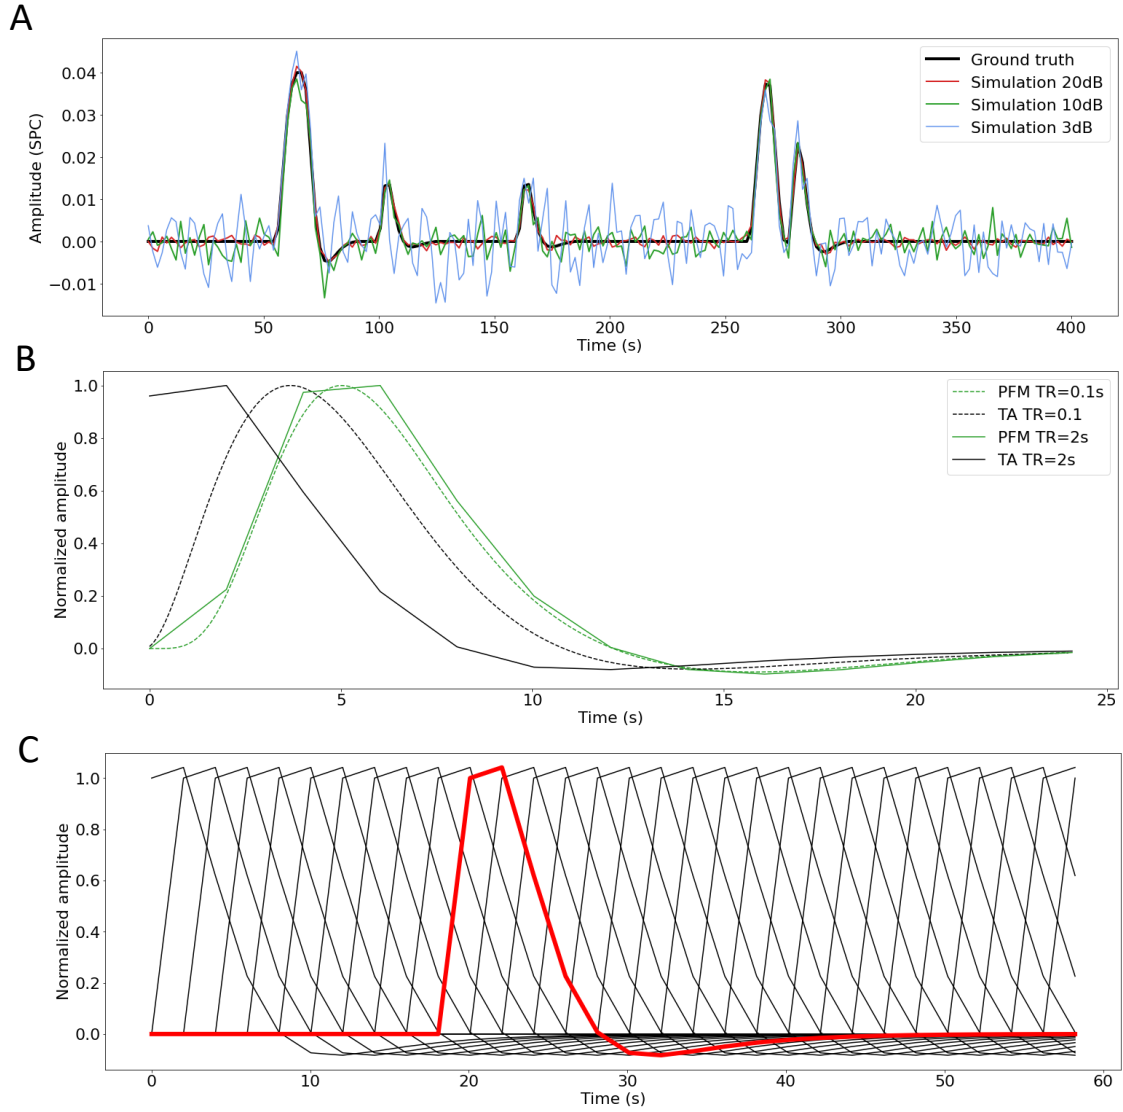 A
Amplitude (SPC)
0.04
0.03
0.02
0.01
0.00
−0.01
Ground truth
Simulation 20dB
Simulation 10dB
Simulation 3dB
0 50 100 150 200 250 300 350 400
Time (s)
B
Normalized amplitude
1.0
0.8
0.6
0.4
0.2
0.0
PFM TR=0.1s
TA TR=0.1
PFM TR=2s
TA TR=2s
0 5 10 15 20 25
Time (s)
C
Normalized amplitude
1.0
0.8
0.6
0.4
0.2
0.0
0 10 20 30 40 50 60
Time (s)